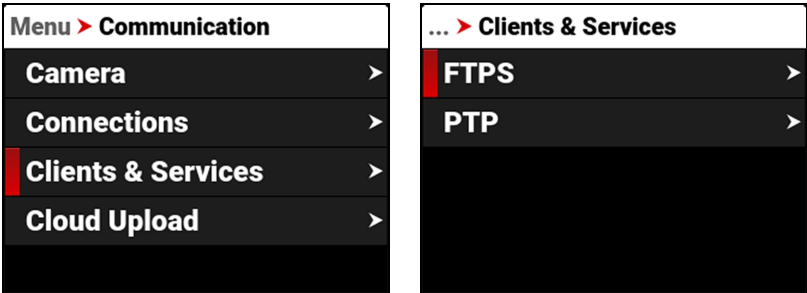 Menu ➤ Communication
Camera
Connections
Clients & Services
Cloud Upload
... ➤ Clients & Services
FTPS
PTP